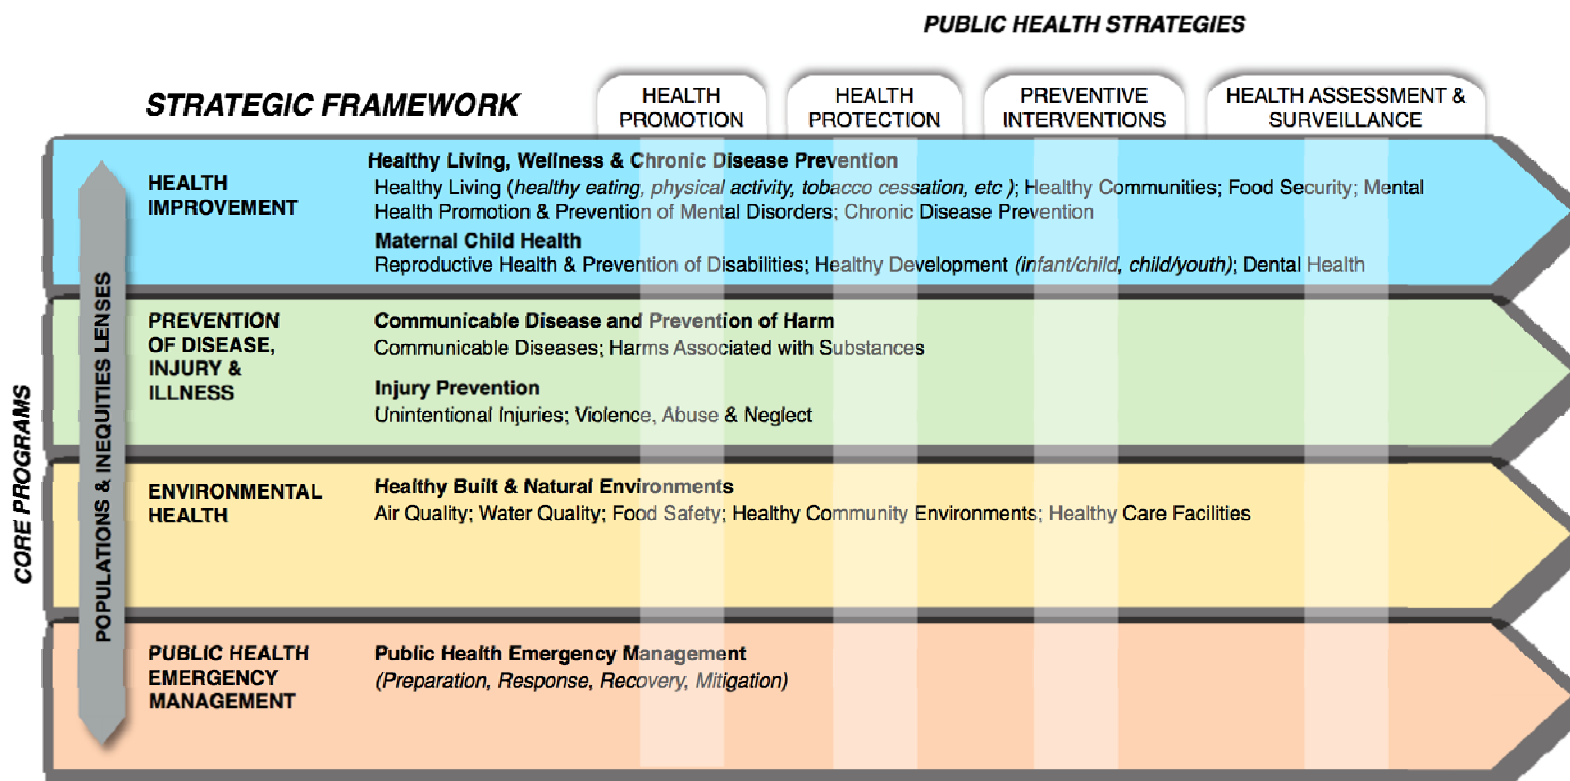 PUBLIC HEALTH STRATEGIES
STRATEGIC FRAMEWORK
HEALTH
PROMOTION
HEALTH
PROTECTION
PREVENTIVE
INTERVENTIONS
HEALTH ASSESSMENT &
SURVEILLANCE
CORE PROGRAMS
POPULATIONS & INEQUITIES LENSES
HEALTH
IMPROVEMENT
Healthy Living, Wellness & Chronic Disease Prevention
Healthy Living (healthy eating, physical activity, tobacco cessation, etc ); Healthy Communities; Food Security; Mental
Health Promotion & Prevention of Mental Disorders; Chronic Disease Prevention
Maternal Child Health
Reproductive Health & Prevention of Disabilities; Healthy Development (infant/child, child/youth); Dental Health
PREVENTION
OF DISEASE,
INJURY &
ILLNESS
Communicable Disease and Prevention of Harm
Communicable Diseases; Harms Associated with Substances
Injury Prevention
Unintentional Injuries; Violence, Abuse & Neglect
ENVIRONMENTAL
HEALTH
Healthy Built & Natural Environments
Air Quality; Water Quality; Food Safety; Healthy Community Environments; Healthy Care Facilities
PUBLIC HEALTH
EMERGENCY
MANAGEMENT
Public Health Emergency Management
(Preparation, Response, Recovery, Mitigation)